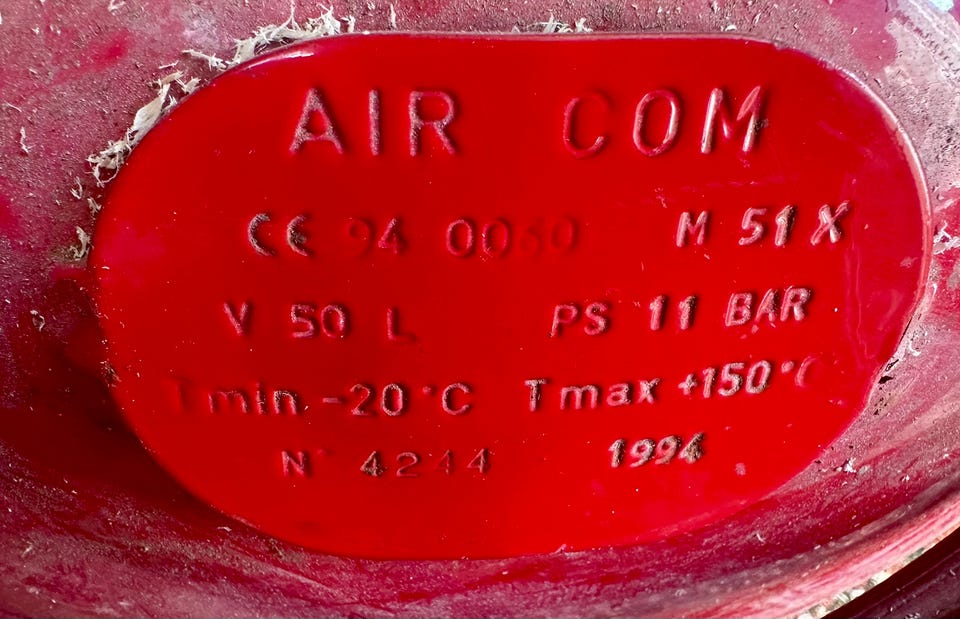 AIR COM
CE 94 0060 M 51 X
V 50 L PS 11 BAR
Tmin -20°C Tmax +150°C
N° 4244 1994